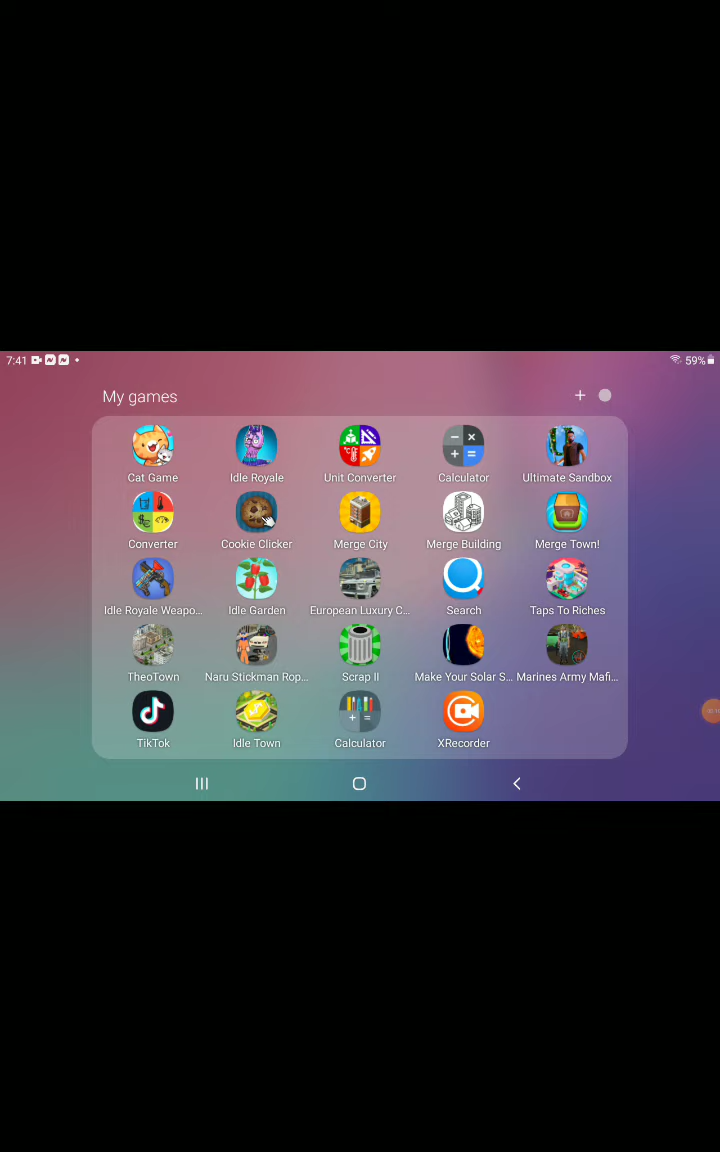 7:41 59%
My games
Cat Game Idle Royale Unit Converter Calculator Ultimate Sandbox
Converter Cookie Clicker Merge City Merge Building Merge Town!
Idle Royale Weapo... Idle Garden European Luxury C... Search Taps To Riches
TheoTown Naru Stickman Rop... Scrap II Make Your Solar S... Marines Army Mafi...
TikTok Idle Town Calculator XRecorder